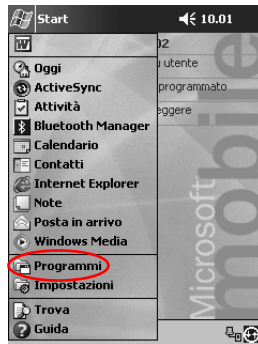 Start 10.01
02
Oggi
utente
ActiveSync
programmato
Attività
eggere
Bluetooth Manager
Calendario
Contatti
Internet Explorer
Note
Posta in arrivo
Windows Media
Programmi
Impostazioni
Trova
Guida
Microsoft
mobile